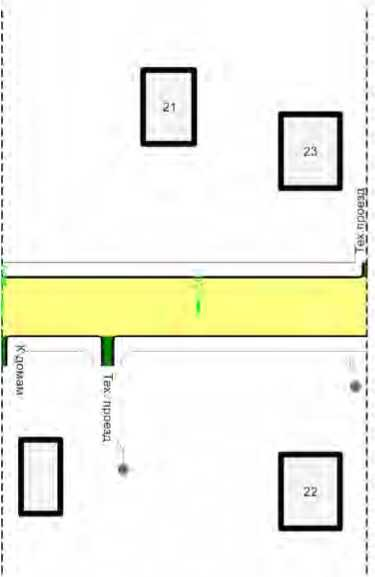 21
23
Тех.проезд
К домам
Тех. проезд
22